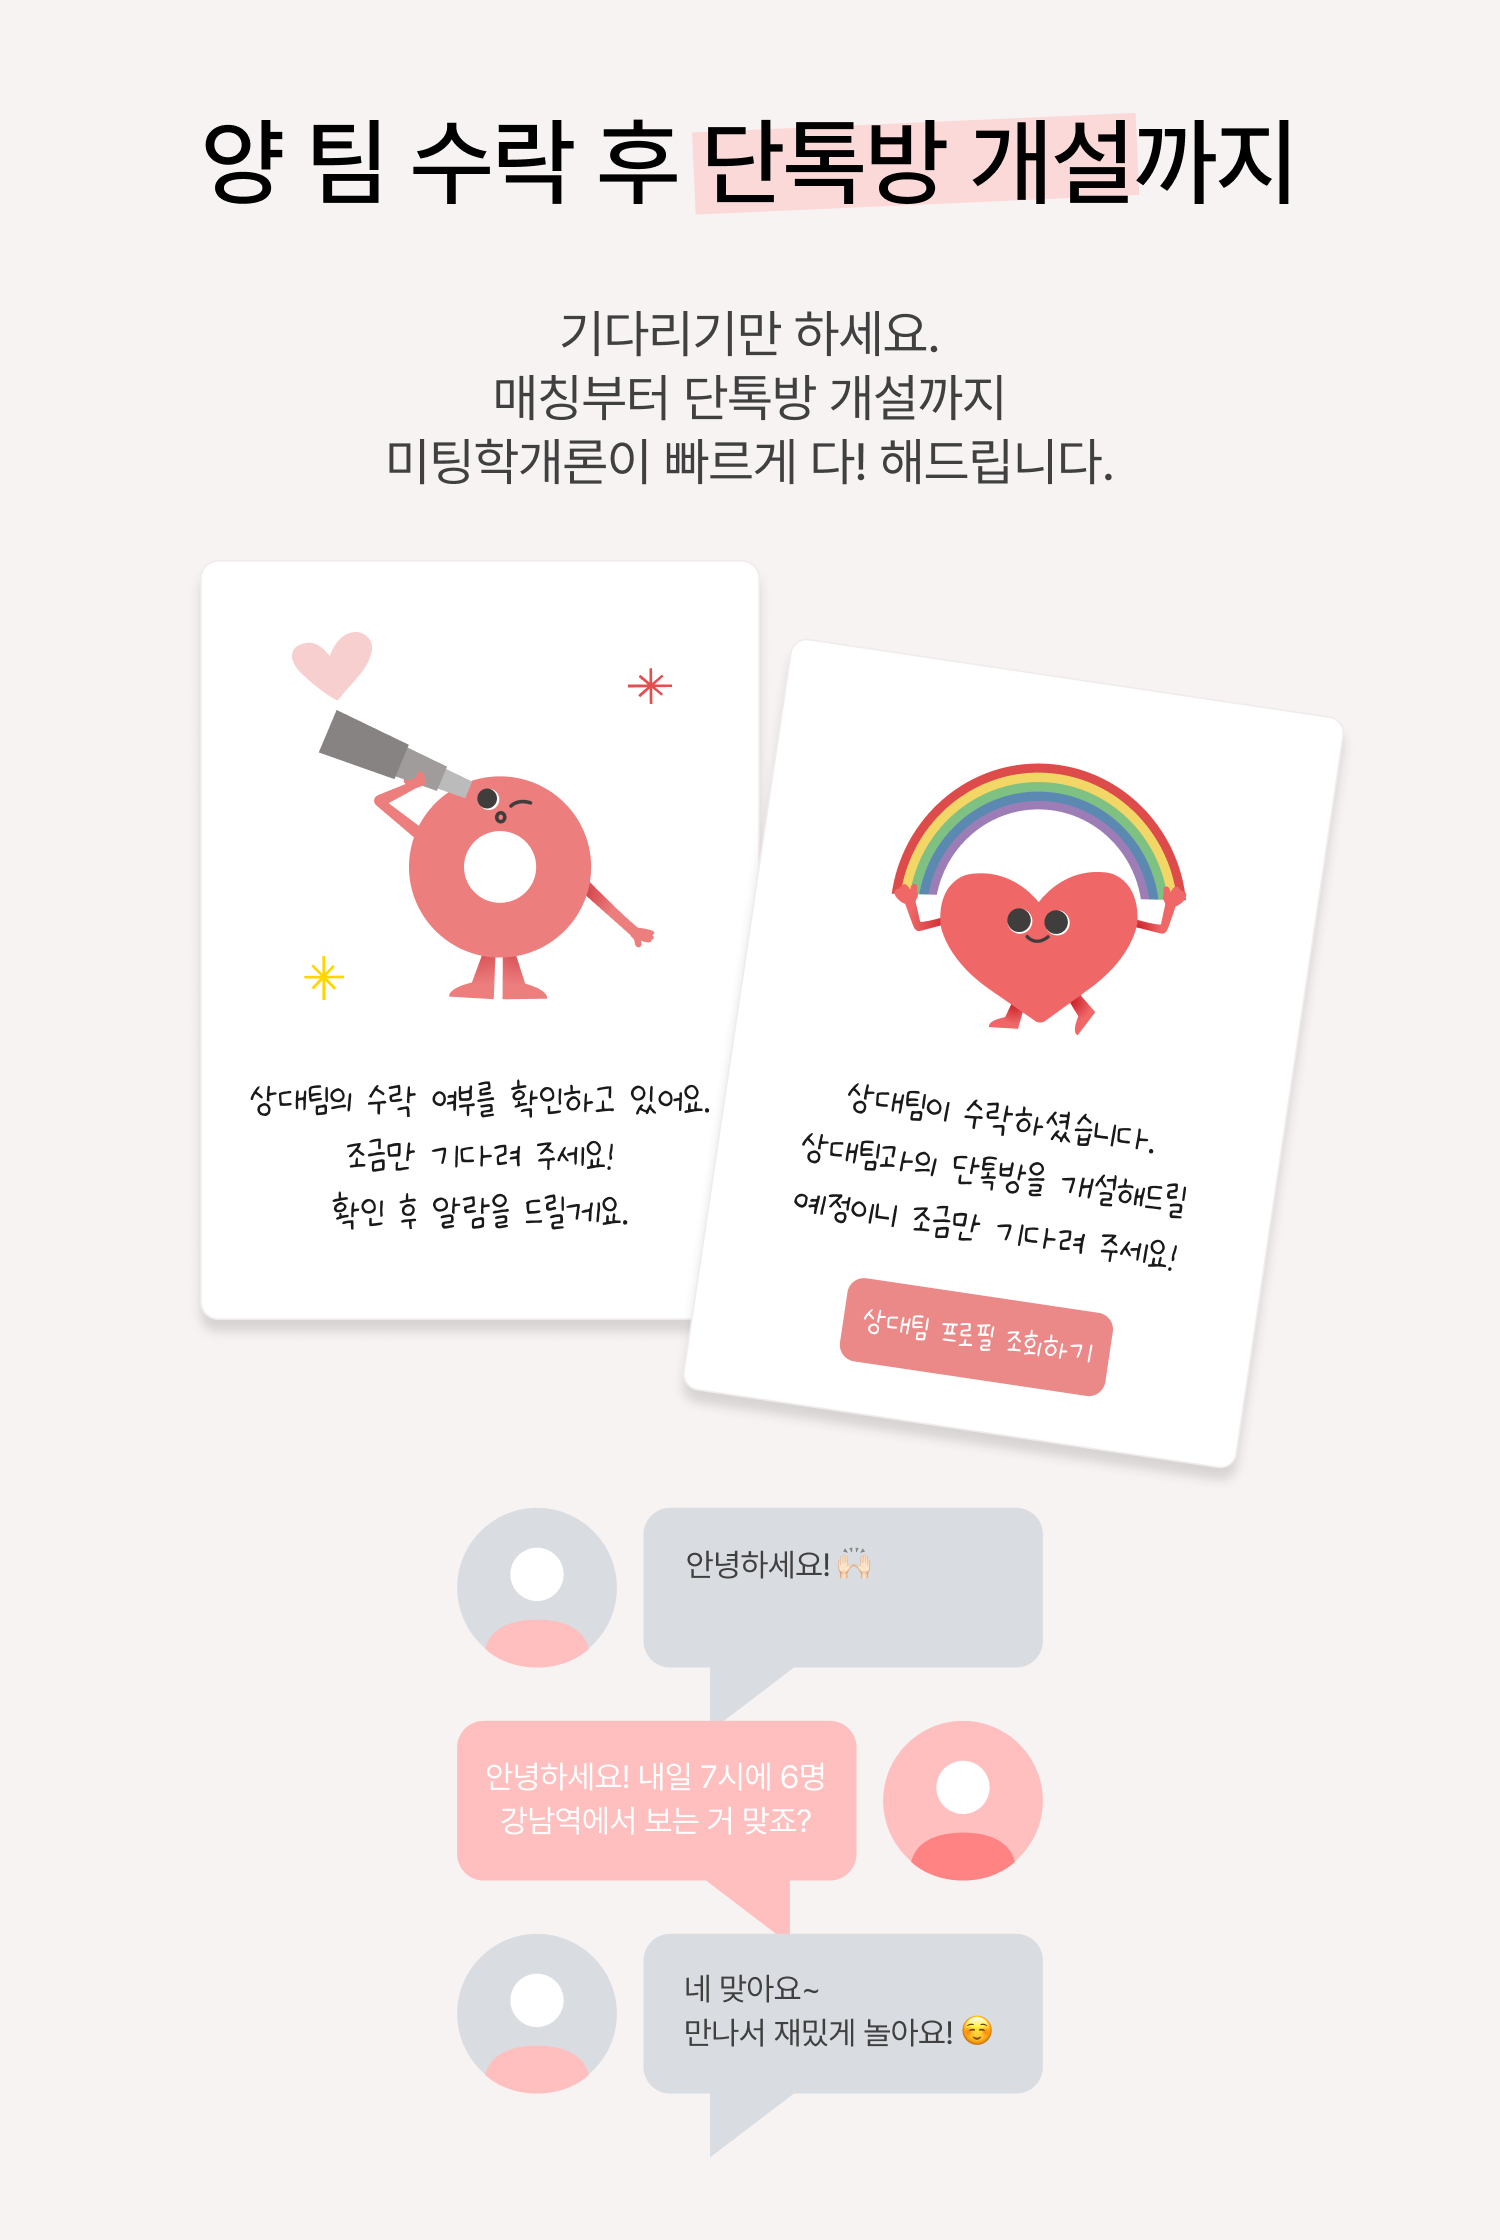 양 팀 수락 후 단톡방 개설까지
기다리기만 하세요.
매칭부터 단톡방 개설까지
미팅학개론이 빠르게 다! 해드립니다.
상대팀의 수락 여부를 확인하고 있어요.
조금만 기다려 주세요!
확인 후 알람을 드릴게요.
상대팀이 수락하셨습니다.
상대팀과의 단톡방을 개설해드릴
예정이니 조금만 기다려 주세요!
상대팀 프로필 조회하기
안녕하세요! 🙌🏻
안녕하세요! 내일 7시에 6명
강남역에서 보는 거 맞죠?
네 맞아요~
만나서 재밌게 놀아요! ☺️